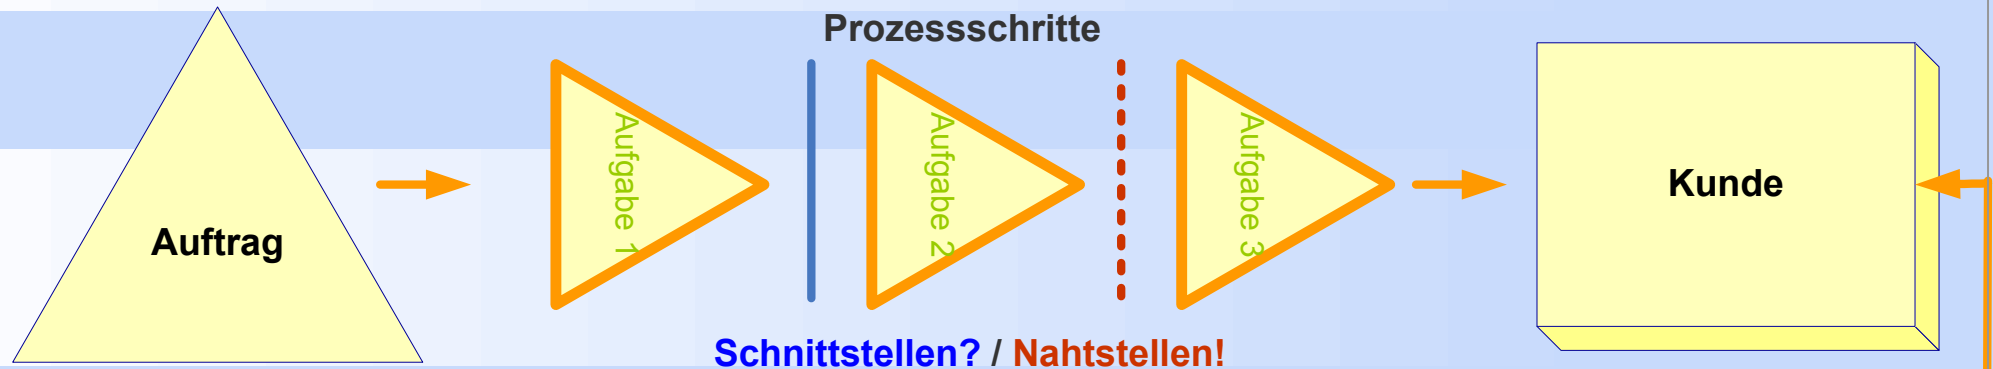 Prozessschritte
Auftrag
Aufgabe 1
Aufgabe 2
Aufgabe 3
Kunde
Schnittstellen? / Nahtstellen!